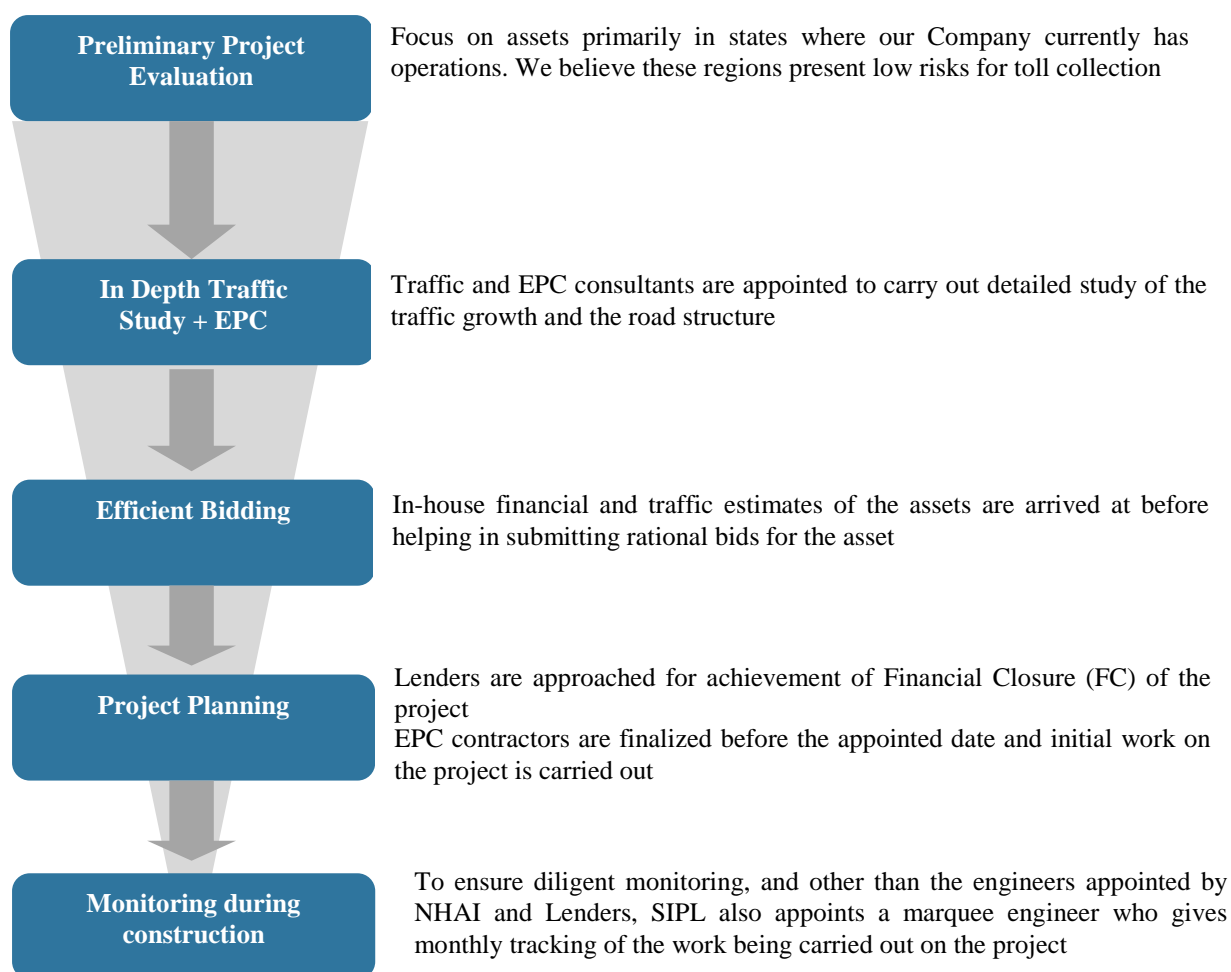 Preliminary Project
Evaluation
Focus on assets primarily in states where our Company currently has
operations. We believe these regions present low risks for toll collection
In Depth Traffic
Study + EPC
Traffic and EPC consultants are appointed to carry out detailed study of the
traffic growth and the road structure
Efficient Bidding
In-house financial and traffic estimates of the assets are arrived at before
helping in submitting rational bids for the asset
Project Planning
Lenders are approached for achievement of Financial Closure (FC) of the
project
EPC contractors are finalized before the appointed date and initial work on
the project is carried out
Monitoring during
construction
To ensure diligent monitoring, and other than the engineers appointed by
NHAI and Lenders, SIPL also appoints a marquee engineer who gives
monthly tracking of the work being carried out on the project